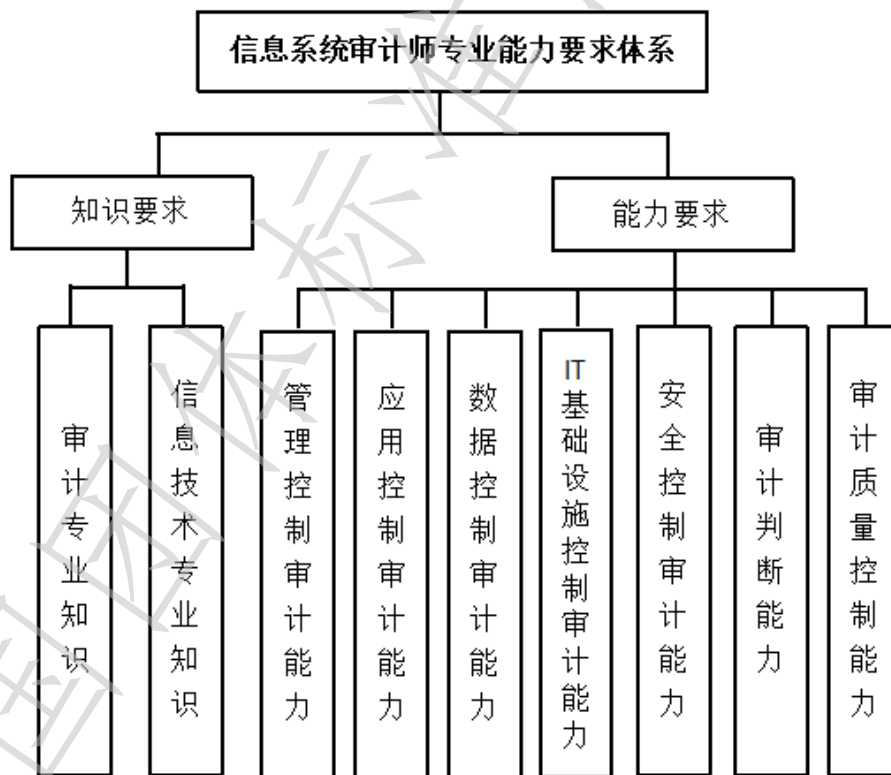 信息系统审计师专业能力要求体系
知识要求
能力要求
审计专业知识
信息技术专业知识
管理控制审计能力
应用控制审计能力
数据控制审计能力
IT基础设施控制审计能力
安全控制审计能力
审计判断能力
审计质量控制能力
国团体标准